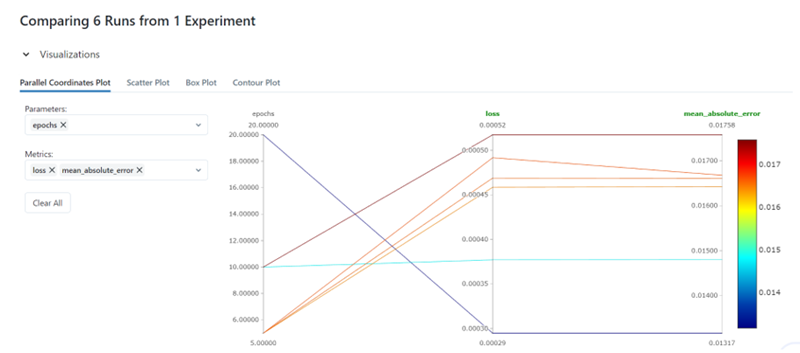 Comparing 6 Runs from 1 Experiment
Visualizations
Parallel Coordinates Plot Scatter Plot Box Plot Contour Plot
Parameters:
epochs ✕
Metrics:
loss ✕ mean_absolute_error ✕
Clear All
epochs loss mean_absolute_error
20.00000 0.00052 0.01758
20.00000
18.00000
16.00000
14.00000
12.00000
10.00000
8.00000
6.00000
5.00000
0.00050
0.00045
0.00040
0.00035
0.00030
0.00029
0.01700
0.01600
0.01500
0.01400
0.01317
0.017
0.016
0.015
0.014